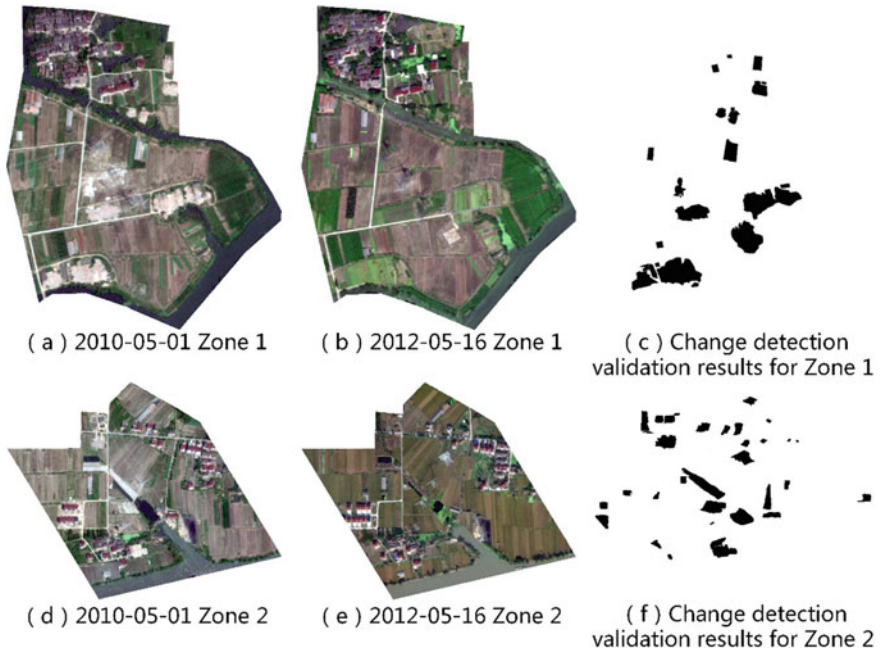 ( a ) 2010-05-01 Zone 1
( b ) 2012-05-16 Zone 1
( c ) Change detection
validation results for Zone 1
( d ) 2010-05-01 Zone 2
( e ) 2012-05-16 Zone 2
( f ) Change detection
validation results for Zone 2